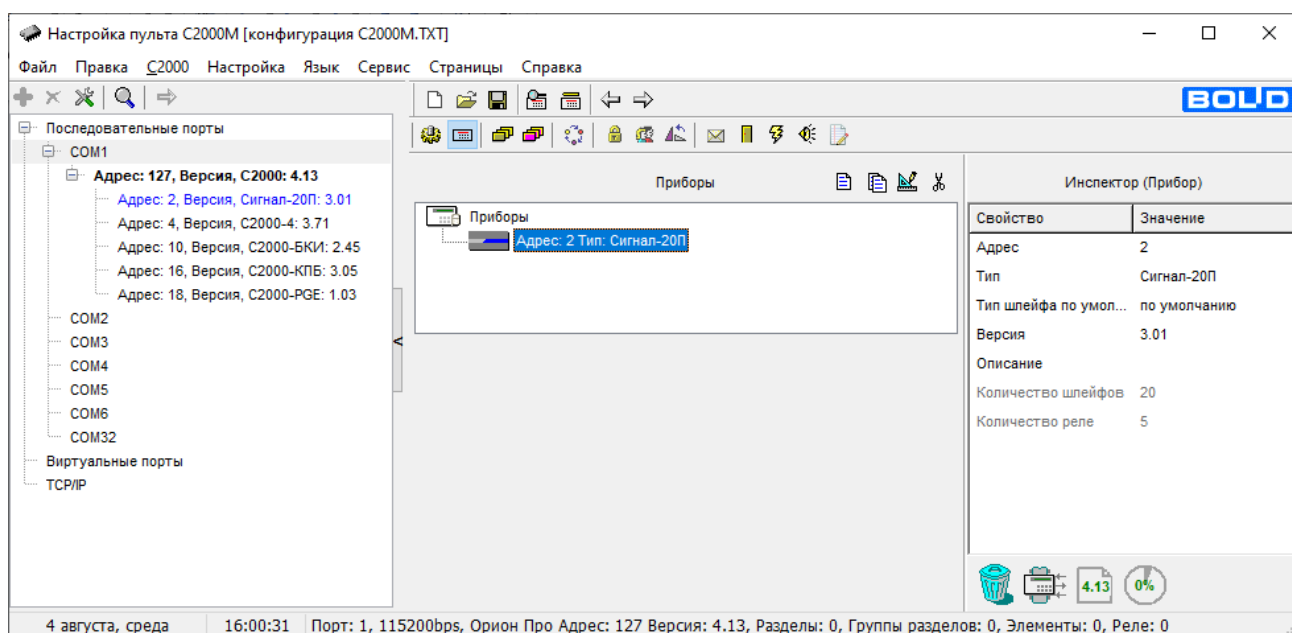 Настройка пульта С2000М [конфигурация С2000М.TXT]
Файл Правка С2000 Настройка Язык Сервис Страницы Справка
BOLID
Последовательные порты
COM1
Адрес: 127, Версия, С2000: 4.13
Адрес: 2, Версия, Сигнал-20П: 3.01
Адрес: 4, Версия, С2000-4: 3.71
Адрес: 10, Версия, С2000-БКИ: 2.45
Адрес: 16, Версия, С2000-КПБ: 3.05
Адрес: 18, Версия, С2000-PGE: 1.03
COM2
COM3
COM4
COM5
COM6
COM32
Виртуальные порты
TCP/IP
<
Приборы
Приборы
Адрес: 2 Тип: Сигнал-20П
Инспектор (Прибор)
Свойство Значение
Адрес 2
Тип Сигнал-20П
Тип шлейфа по умол... по умолчанию
Версия 3.01
Описание
Количество шлейфов 20
Количество реле 5
4.13 0%
4 августа, среда 16:00:31 Порт: 1, 115200bps, Орион Про Адрес: 127 Версия: 4.13, Разделы: 0, Группы разделов: 0, Элементы: 0, Реле: 0